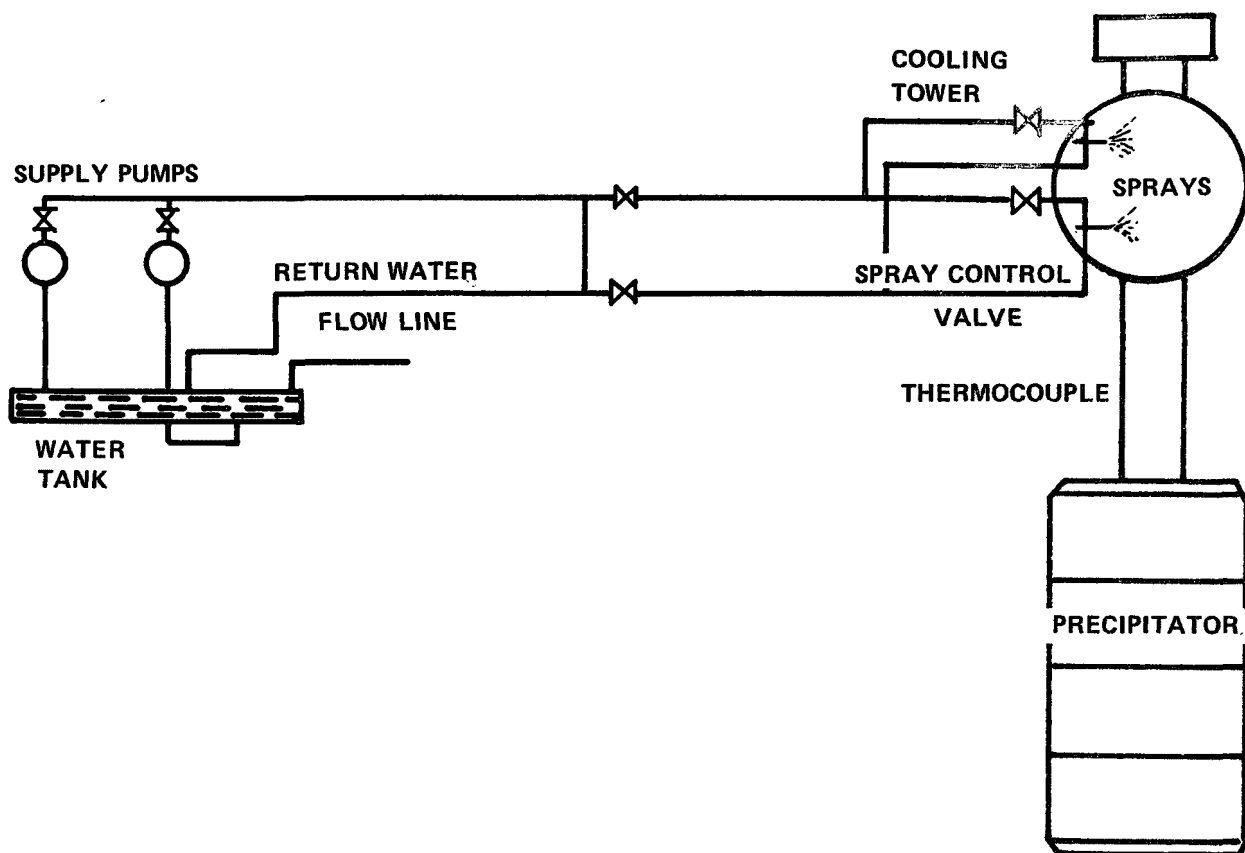 COOLING
TOWER
SUPPLY PUMPS
SPRAYS
RETURN WATER
FLOW LINE
SPRAY CONTROL
VALVE
THERMOCOUPLE
WATER
TANK
PRECIPITATOR